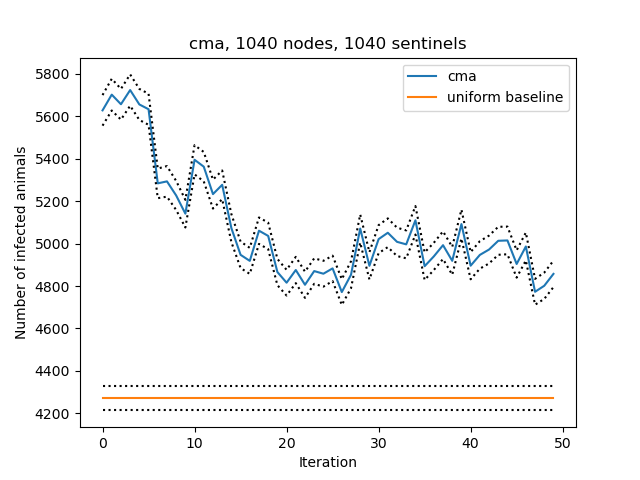 cma, 1040 nodes, 1040 sentinels
cma
uniform baseline
Number of infected animals
5800
5600
5400
5200
5000
4800
4600
4400
4200
0 10 20 30 40 50
Iteration